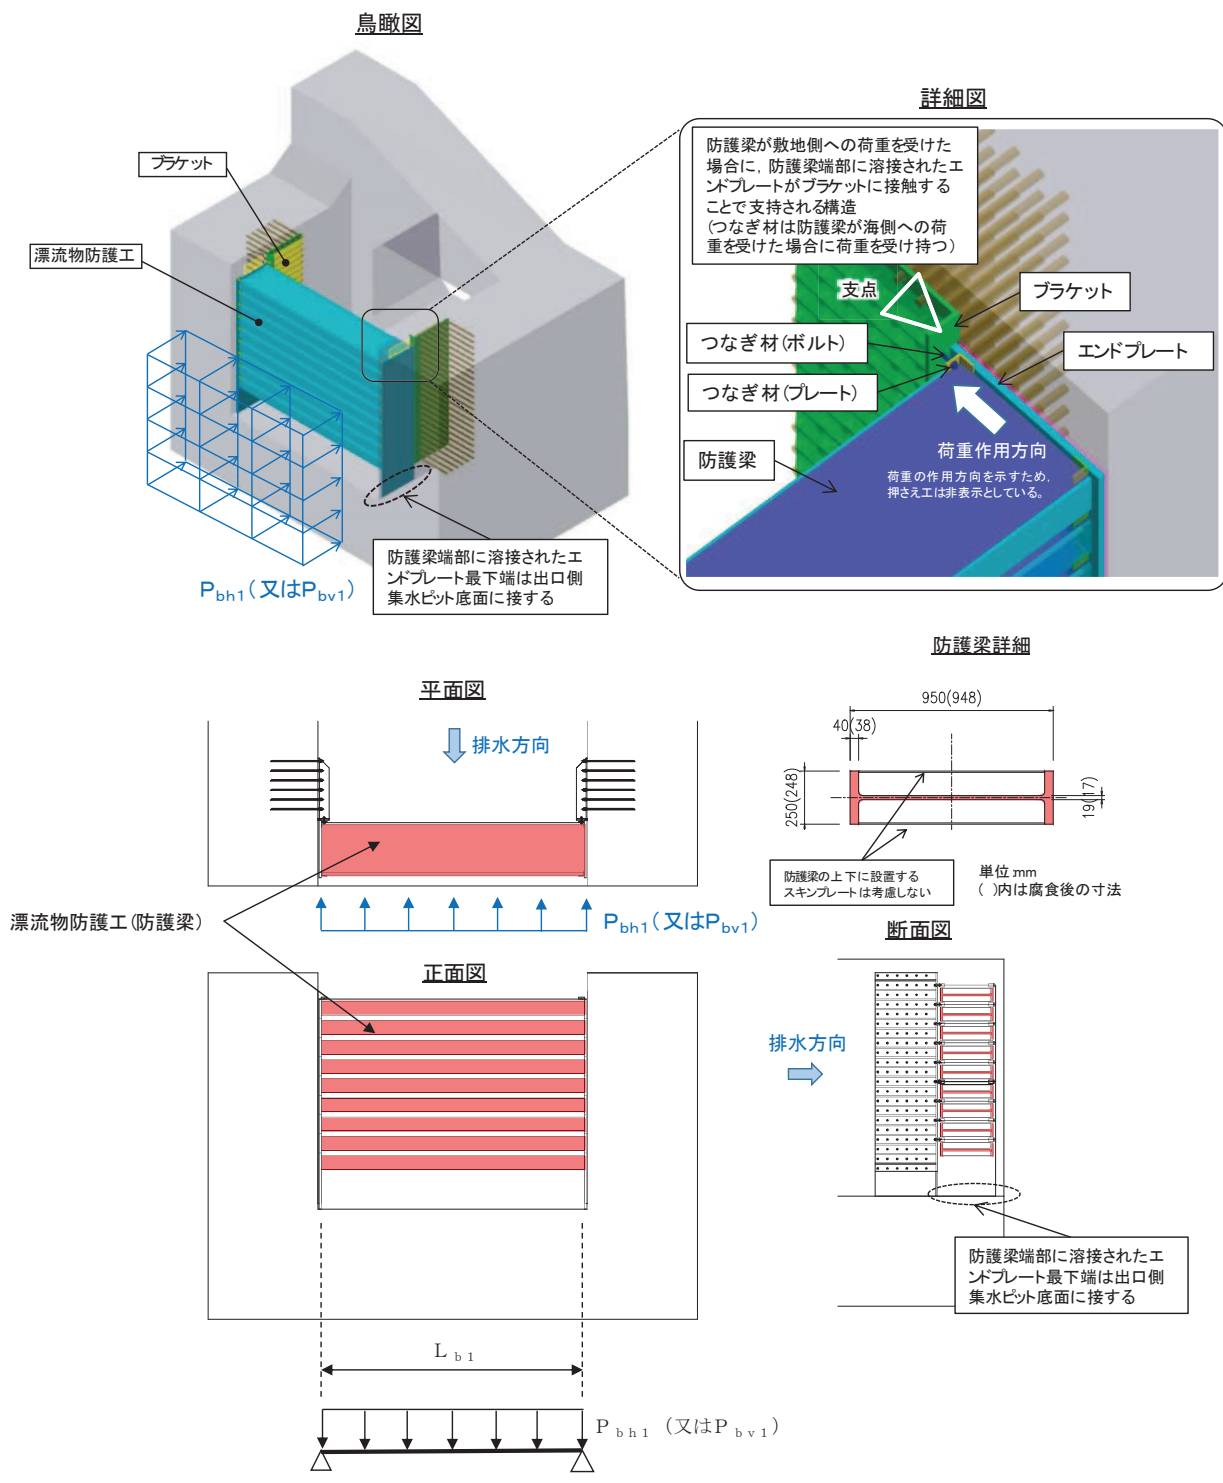 鳥瞰図
詳細図
ブラケット
漂流物防護工
P bh1 (又はP bv1)
防護梁端部に溶接されたエ
ンドプレート最下端は出口側
集水ピット底面に接する
防護梁が敷地側への荷重を受けた
場合に，防護梁端部に溶接されたエ
ンドプレートがブラケットに接触する
ことで支持される構造
(つなぎ材は防護梁が海側への荷
重を受けた場合に荷重を受け持つ)
支点
ブラケット
つなぎ材(ボルト)
エンドプレート
つなぎ材(プレート)
荷重作用方向
防護梁
荷重の作用方向を示すため，
押さえ工は非表示としている。
防護梁詳細
950(948)
40(38)
250(248)
19(17)
防護梁の上下に設置する
スキンプレートは考慮しない
単位:mm
( )内は腐食後の寸法
平面図
排水方向
P bh1 (又はP bv1)
漂流物防護工(防護梁)
正面図
断面図
排水方向
防護梁端部に溶接されたエ
ンドプレート最下端は出口側
集水ピット底面に接する
L b1
P bh1 (又はP bv1)